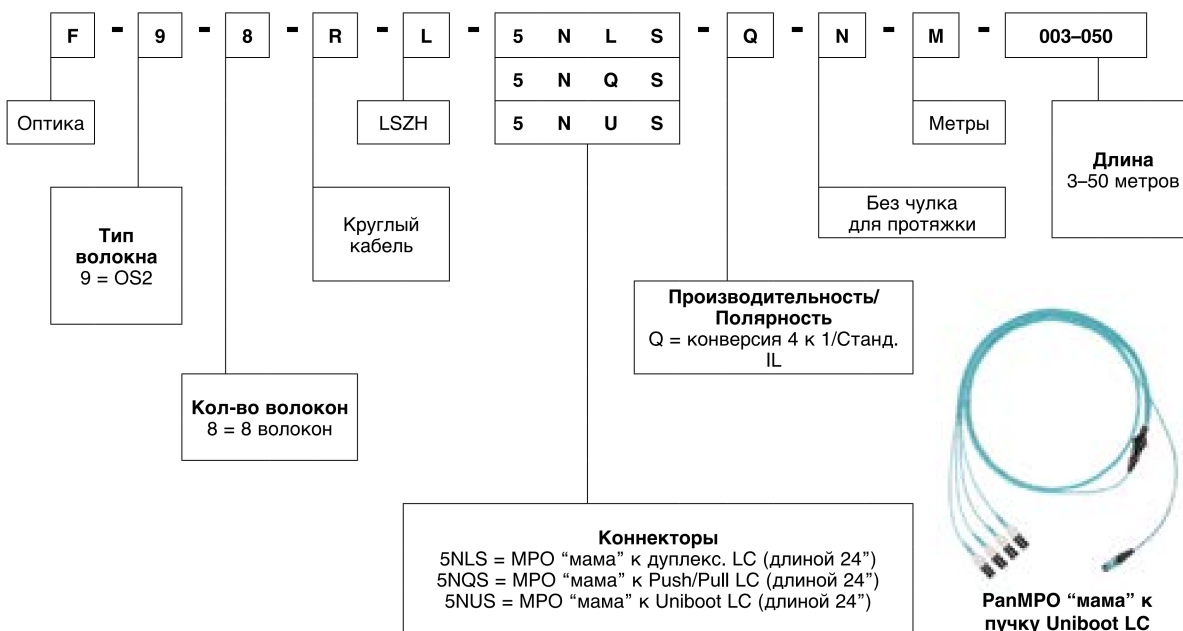 F - 9 - 8 - R - L - 5 N L S - Q - N - M - 003–050
5 N Q S
5 N U S
Оптика
LSZH
Метры
Длина
3–50 метров
Тип
волокна
9 = OS2
Круглый
кабель
Без чулка
для протяжки
Производительность/
Полярность
Q = конверсия 4 к 1/Станд.
IL
Кол-во волокон
8 = 8 волокон
Коннекторы
5NLS = MPO “мама” к дуплекс. LC (длиной 24”)
5NQS = MPO “мама” к Push/Pull LC (длиной 24”)
5NUS = MPO “мама” к Uniboot LC (длиной 24”)
PanMPO “мама” к
пучку Uniboot LC